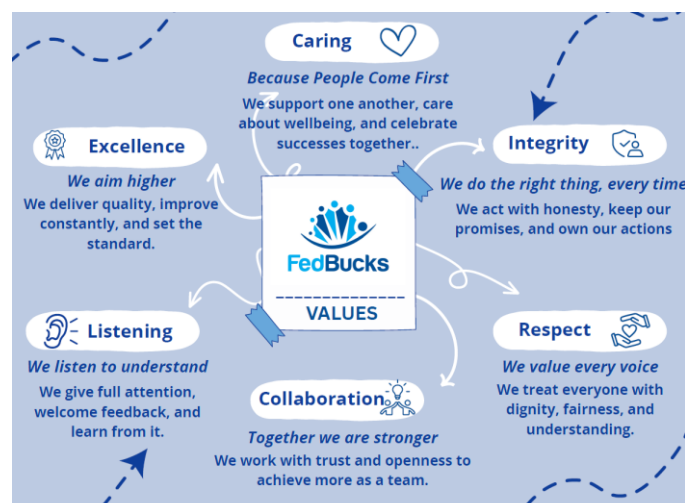 Caring
Because People Come First
We support one another, care
about wellbeing, and celebrate
successes together..
Excellence
We aim higher
We deliver quality, improve
constantly, and set the
standard.
Integrity
We do the right thing, every time
We act with honesty, keep our
promises, and own our actions
FedBucks
VALUES
Listening
We listen to understand
We give full attention,
welcome feedback, and
learn from it.
Respect
We value every voice
We treat everyone with
dignity, fairness, and
understanding.
Collaboration
Together we are stronger
We work with trust and openness to
achieve more as a team.